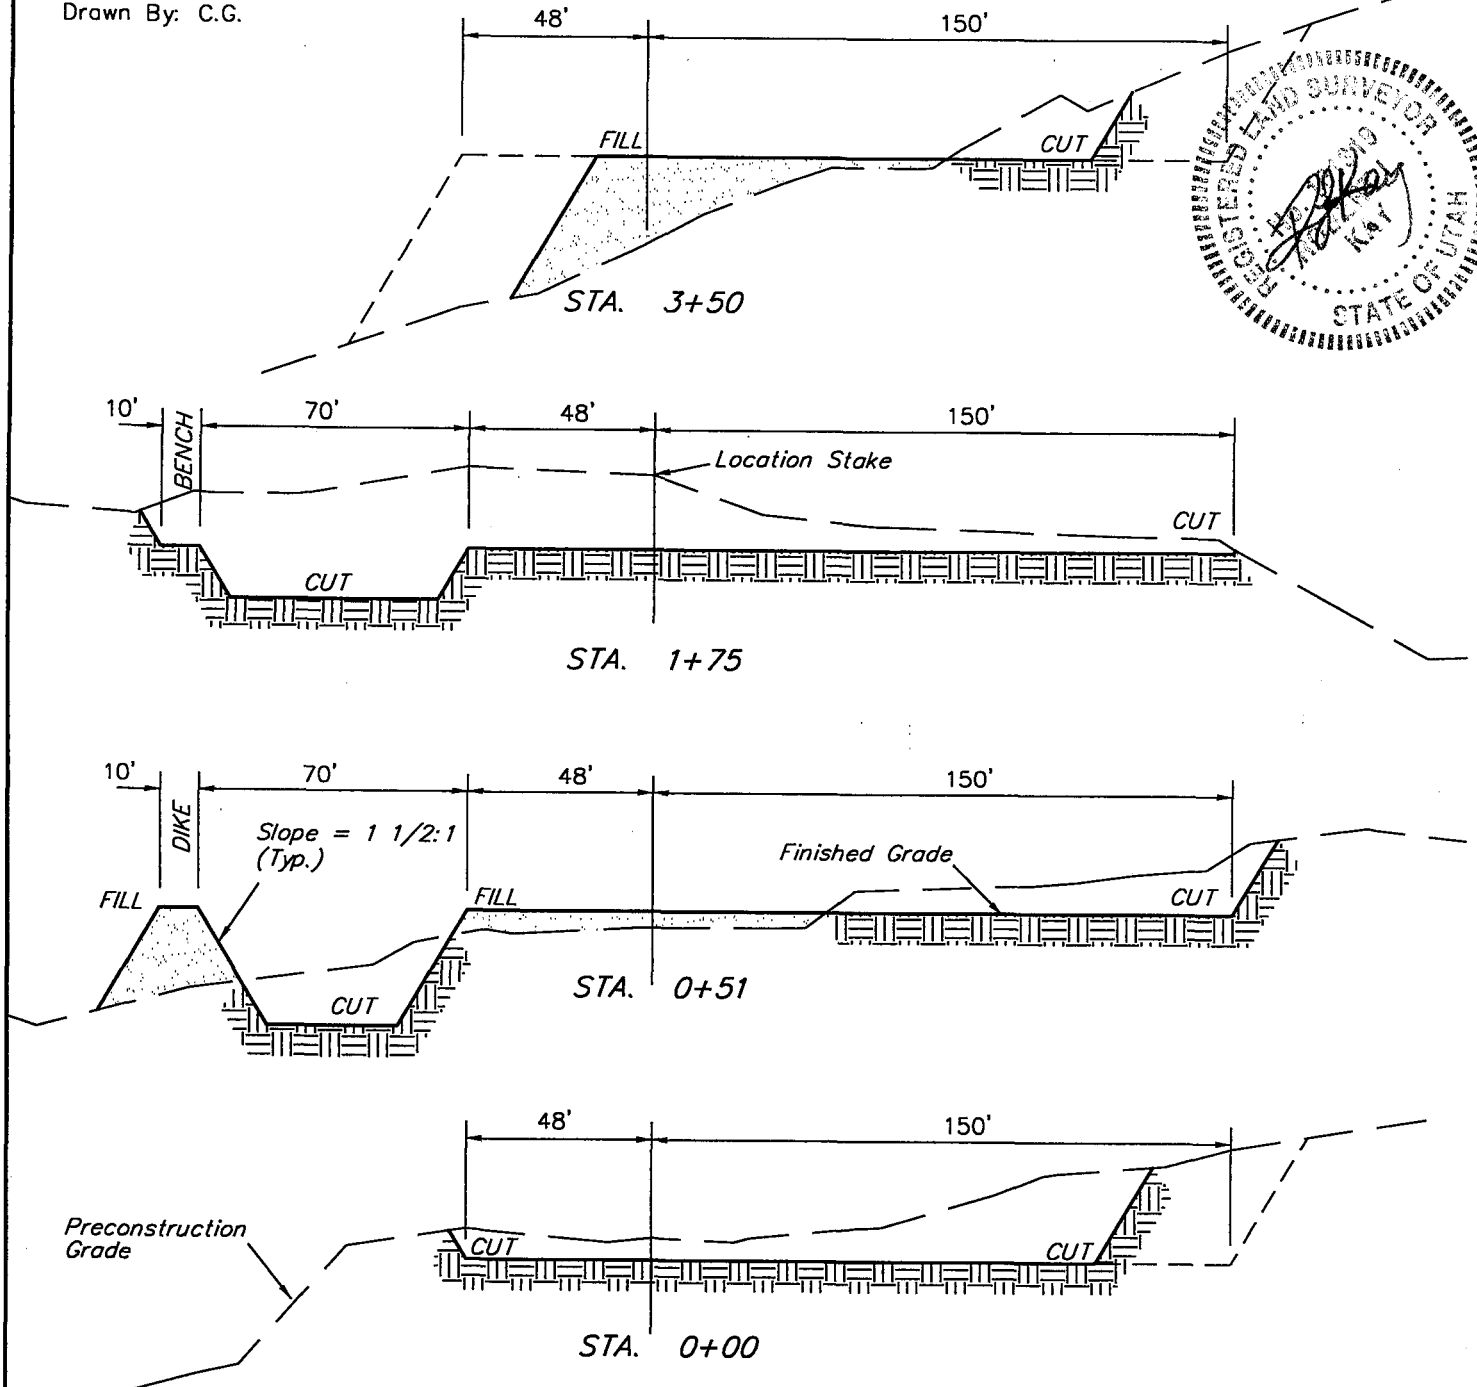 Drawn By: C.G.
48' 150'
FILL CUT
REGISTERED LAND SURVEYOR
STATE OF UTAH
KAY
STA. 3+50
10' BENCH 70' 48' 150'
Location Stake
CUT
CUT
STA. 1+75
10' DIKE 70' 48' 150'
Slope = 1 1/2:1
(Typ.)
Finished Grade
FILL FILL CUT
CUT
STA. 0+51
48' 150'
Preconstruction
Grade
CUT CUT
STA. 0+00